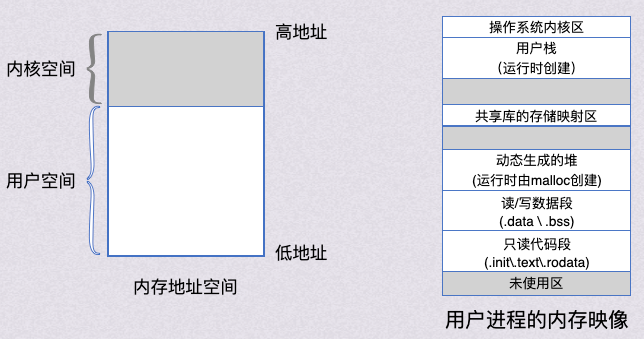 高地址
内核空间
用户空间
低地址
内存地址空间
操作系统内核区
用户栈
(运行时创建)
共享库的存储映射区
动态生成的堆
(运行时由malloc创建)
读/写数据段
(.data \ .bss)
只读代码段
(.init\.text\.rodata)
未使用区
用户进程的内存映像